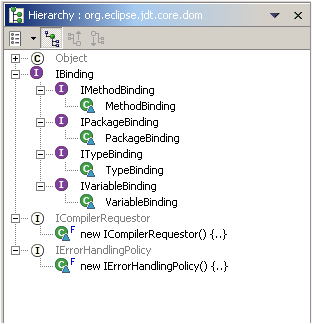 Hierarchy : org.eclipse.jdt.core.dom
C Object
I IBinding
I IMethodBinding
C MethodBinding
I IPackageBinding
C PackageBinding
I ITypeBinding
C TypeBinding
I IVariableBinding
C VariableBinding
I ICompilerRequestor
C F new ICompilerRequestor() {..}
I IErrorHandlingPolicy
C F new IErrorHandlingPolicy() {..}